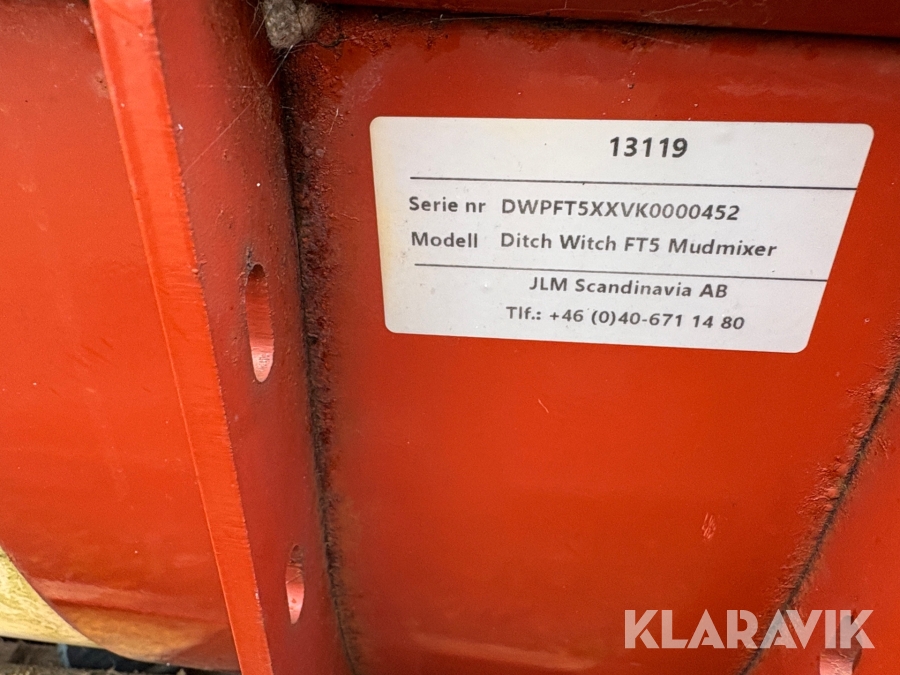 13119
Serie nr DWPFT5XXVK0000452
Modell Ditch Witch FT5 Mudmixer
JLM Scandinavia AB
Tlf.: +46 (0)40-671 14 80
KLARAVIK